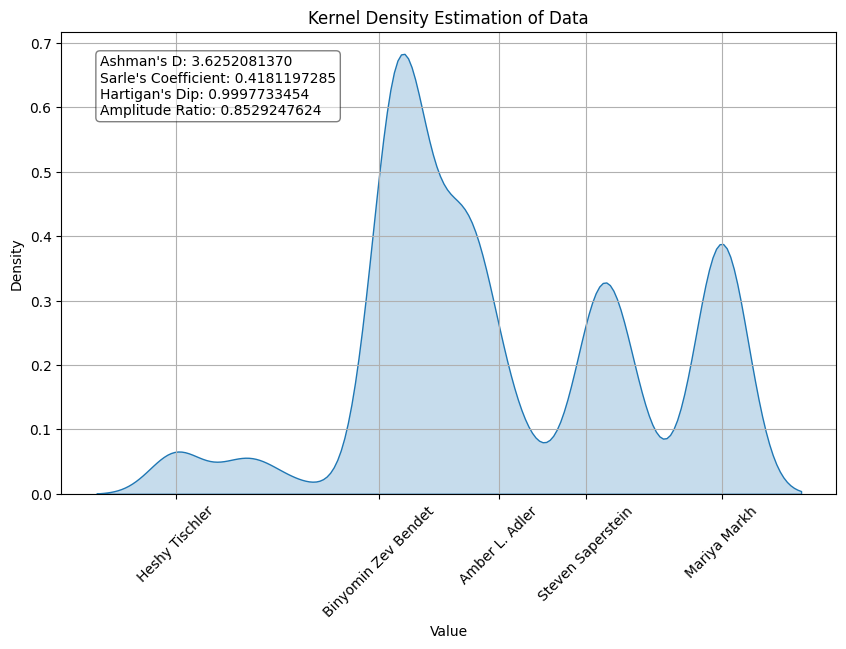 Kernel Density Estimation of Data
Ashman's D: 3.6252081370
Sarle's Coefficient: 0.4181197285
Hartigan's Dip: 0.9997733454
Amplitude Ratio: 0.8529247624
Density
0.7
0.6
0.5
0.4
0.3
0.2
0.1
0.0
Heshy Tischler
Binyomin Zev Bendet
Amber L. Adler
Steven Saperstein
Mariya Markh
Value